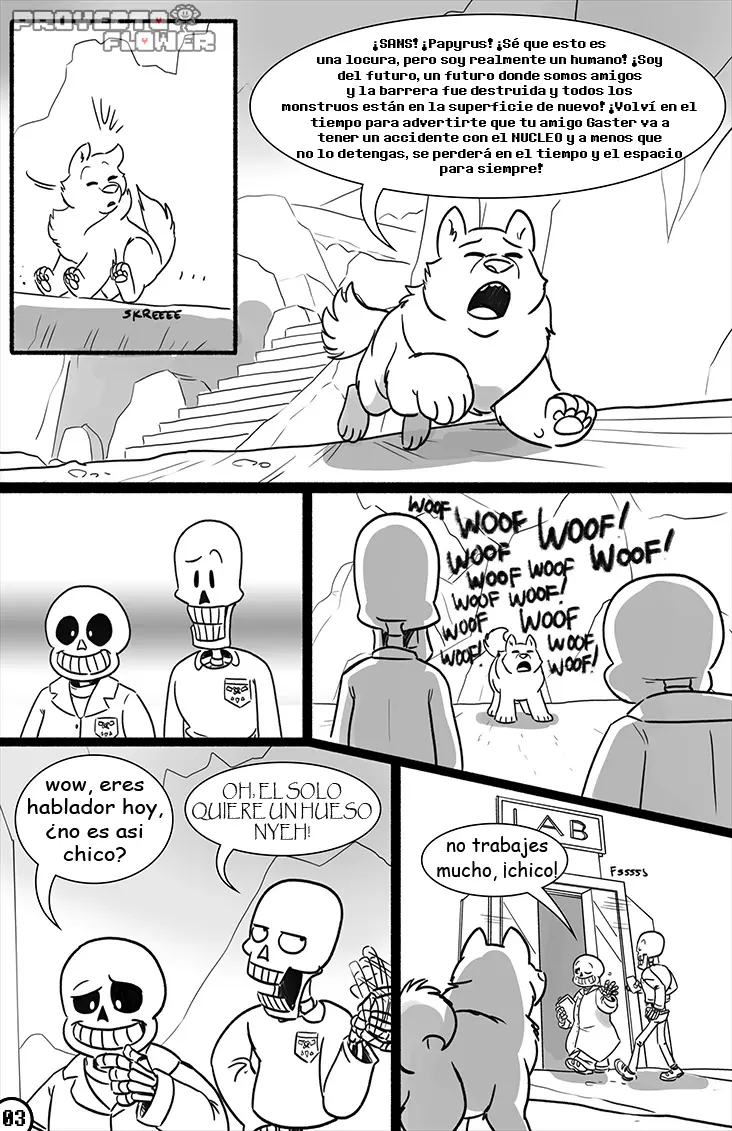 PROYECTO
FLOWER
¡SANS! ¡Papyrus! ¡Sé que esto es
una locura, pero soy realmente un humano! ¡Soy
del futuro, un futuro donde somos amigos
y la barrera fue destruida y todos los
monstruos están en la superficie de nuevo! ¡Volví en el
tiempo para advertirte que tu amigo Gaster va a
tener un accidente con el NUCLEO y a menos que
no lo detengas, se perderá en el tiempo y el espacio
para siempre!
SKREEEE
WOOF
WOOF
WOOF!
WOOF
WOOF WOOF
WOOF!
WOOF WOOF!
WOOF
WOOF
WOOF
WOOF!
WOOF!
wow, eres
hablador hoy,
¿no es asi
chico?
OH, EL SOLO
QUIERE UN HUESO
NYEH!
LAB
no trabajes
mucho, ¡chico!
FSSSSS
03